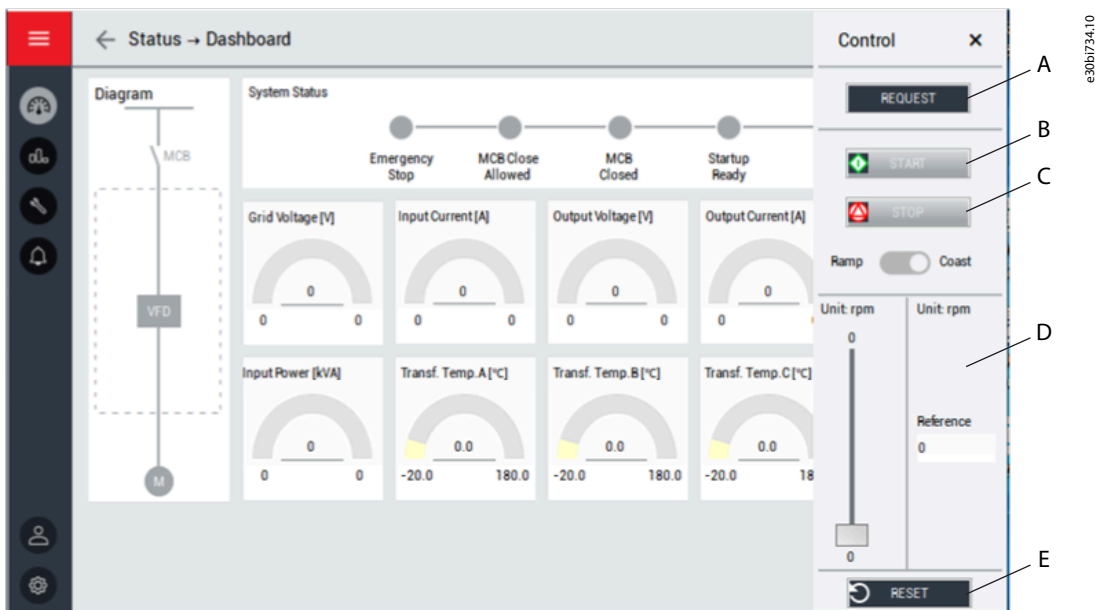 ← Status → Dashboard
Control ×
e30bi734.10
A
REQUEST
B
START
C
STOP
Ramp Coast
Diagram
MCB
VFD
M
System Status
Emergency Stop
MCB Close Allowed
MCB Closed
Startup Ready
Grid Voltage [V]
0
0 0
Input Current [A]
0
0 0
Output Voltage [V]
0
0 0
Output Current [A]
0
0
Input Power [kVA]
0
0 0
Transf. Temp.A [°C]
0.0
-20.0 180.0
Transf. Temp.B [°C]
0.0
-20.0 180.0
Transf. Temp.C [°C]
0.0
-20.0 18
Unit: rpm
0
0
Unit: rpm
D
Reference
0
E
RESET